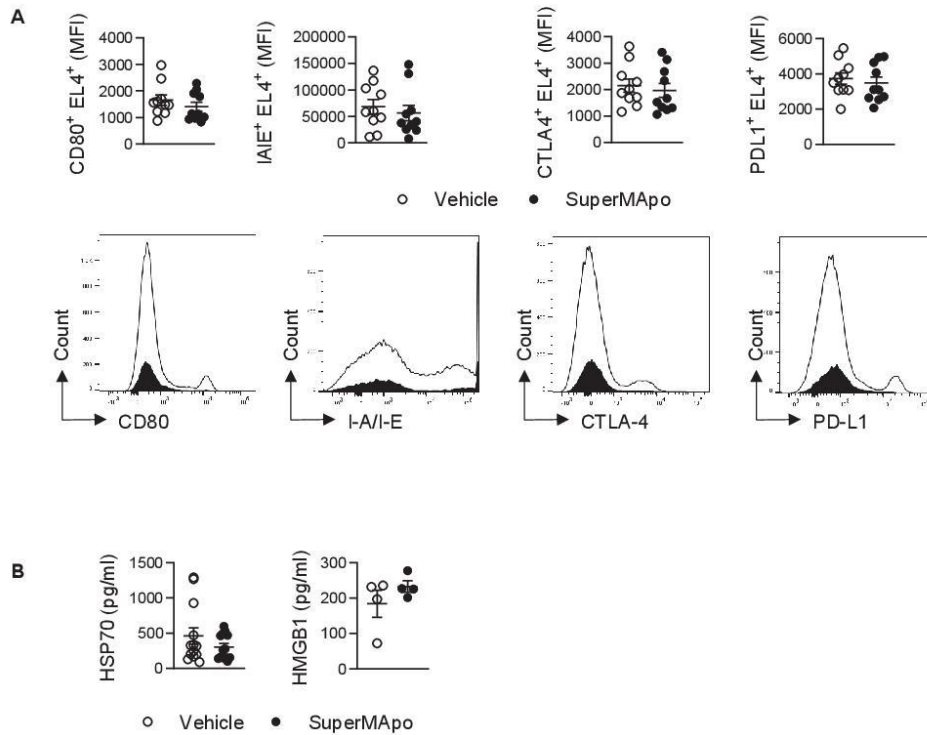 A
CD80+ EL4+ (MFI)
4000
3000
2000
1000
0
IAIE+ EL4+ (MFI)
200000
150000
100000
50000
0
CTLA4+ EL4+ (MFI)
4000
3000
2000
1000
0
PDL1+ EL4+ (MFI)
6000
4000
2000
0
Vehicle SuperMApo
Count
CD80
Count
I-A/I-E
Count
CTLA-4
Count
PD-L1
B
HSP70 (pg/ml)
1500
1000
500
0
HMGB1 (pg/ml)
300
200
100
0
Vehicle SuperMApo